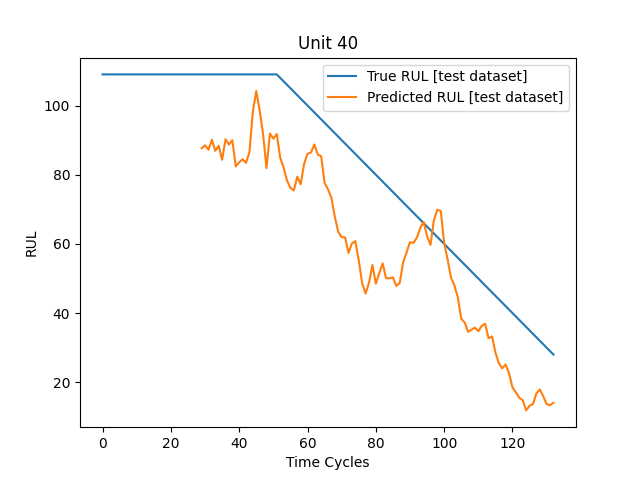 Unit 40
True RUL [test dataset]
Predicted RUL [test dataset]
RUL
100
80
60
40
20
0 20 40 60 80 100 120
Time Cycles